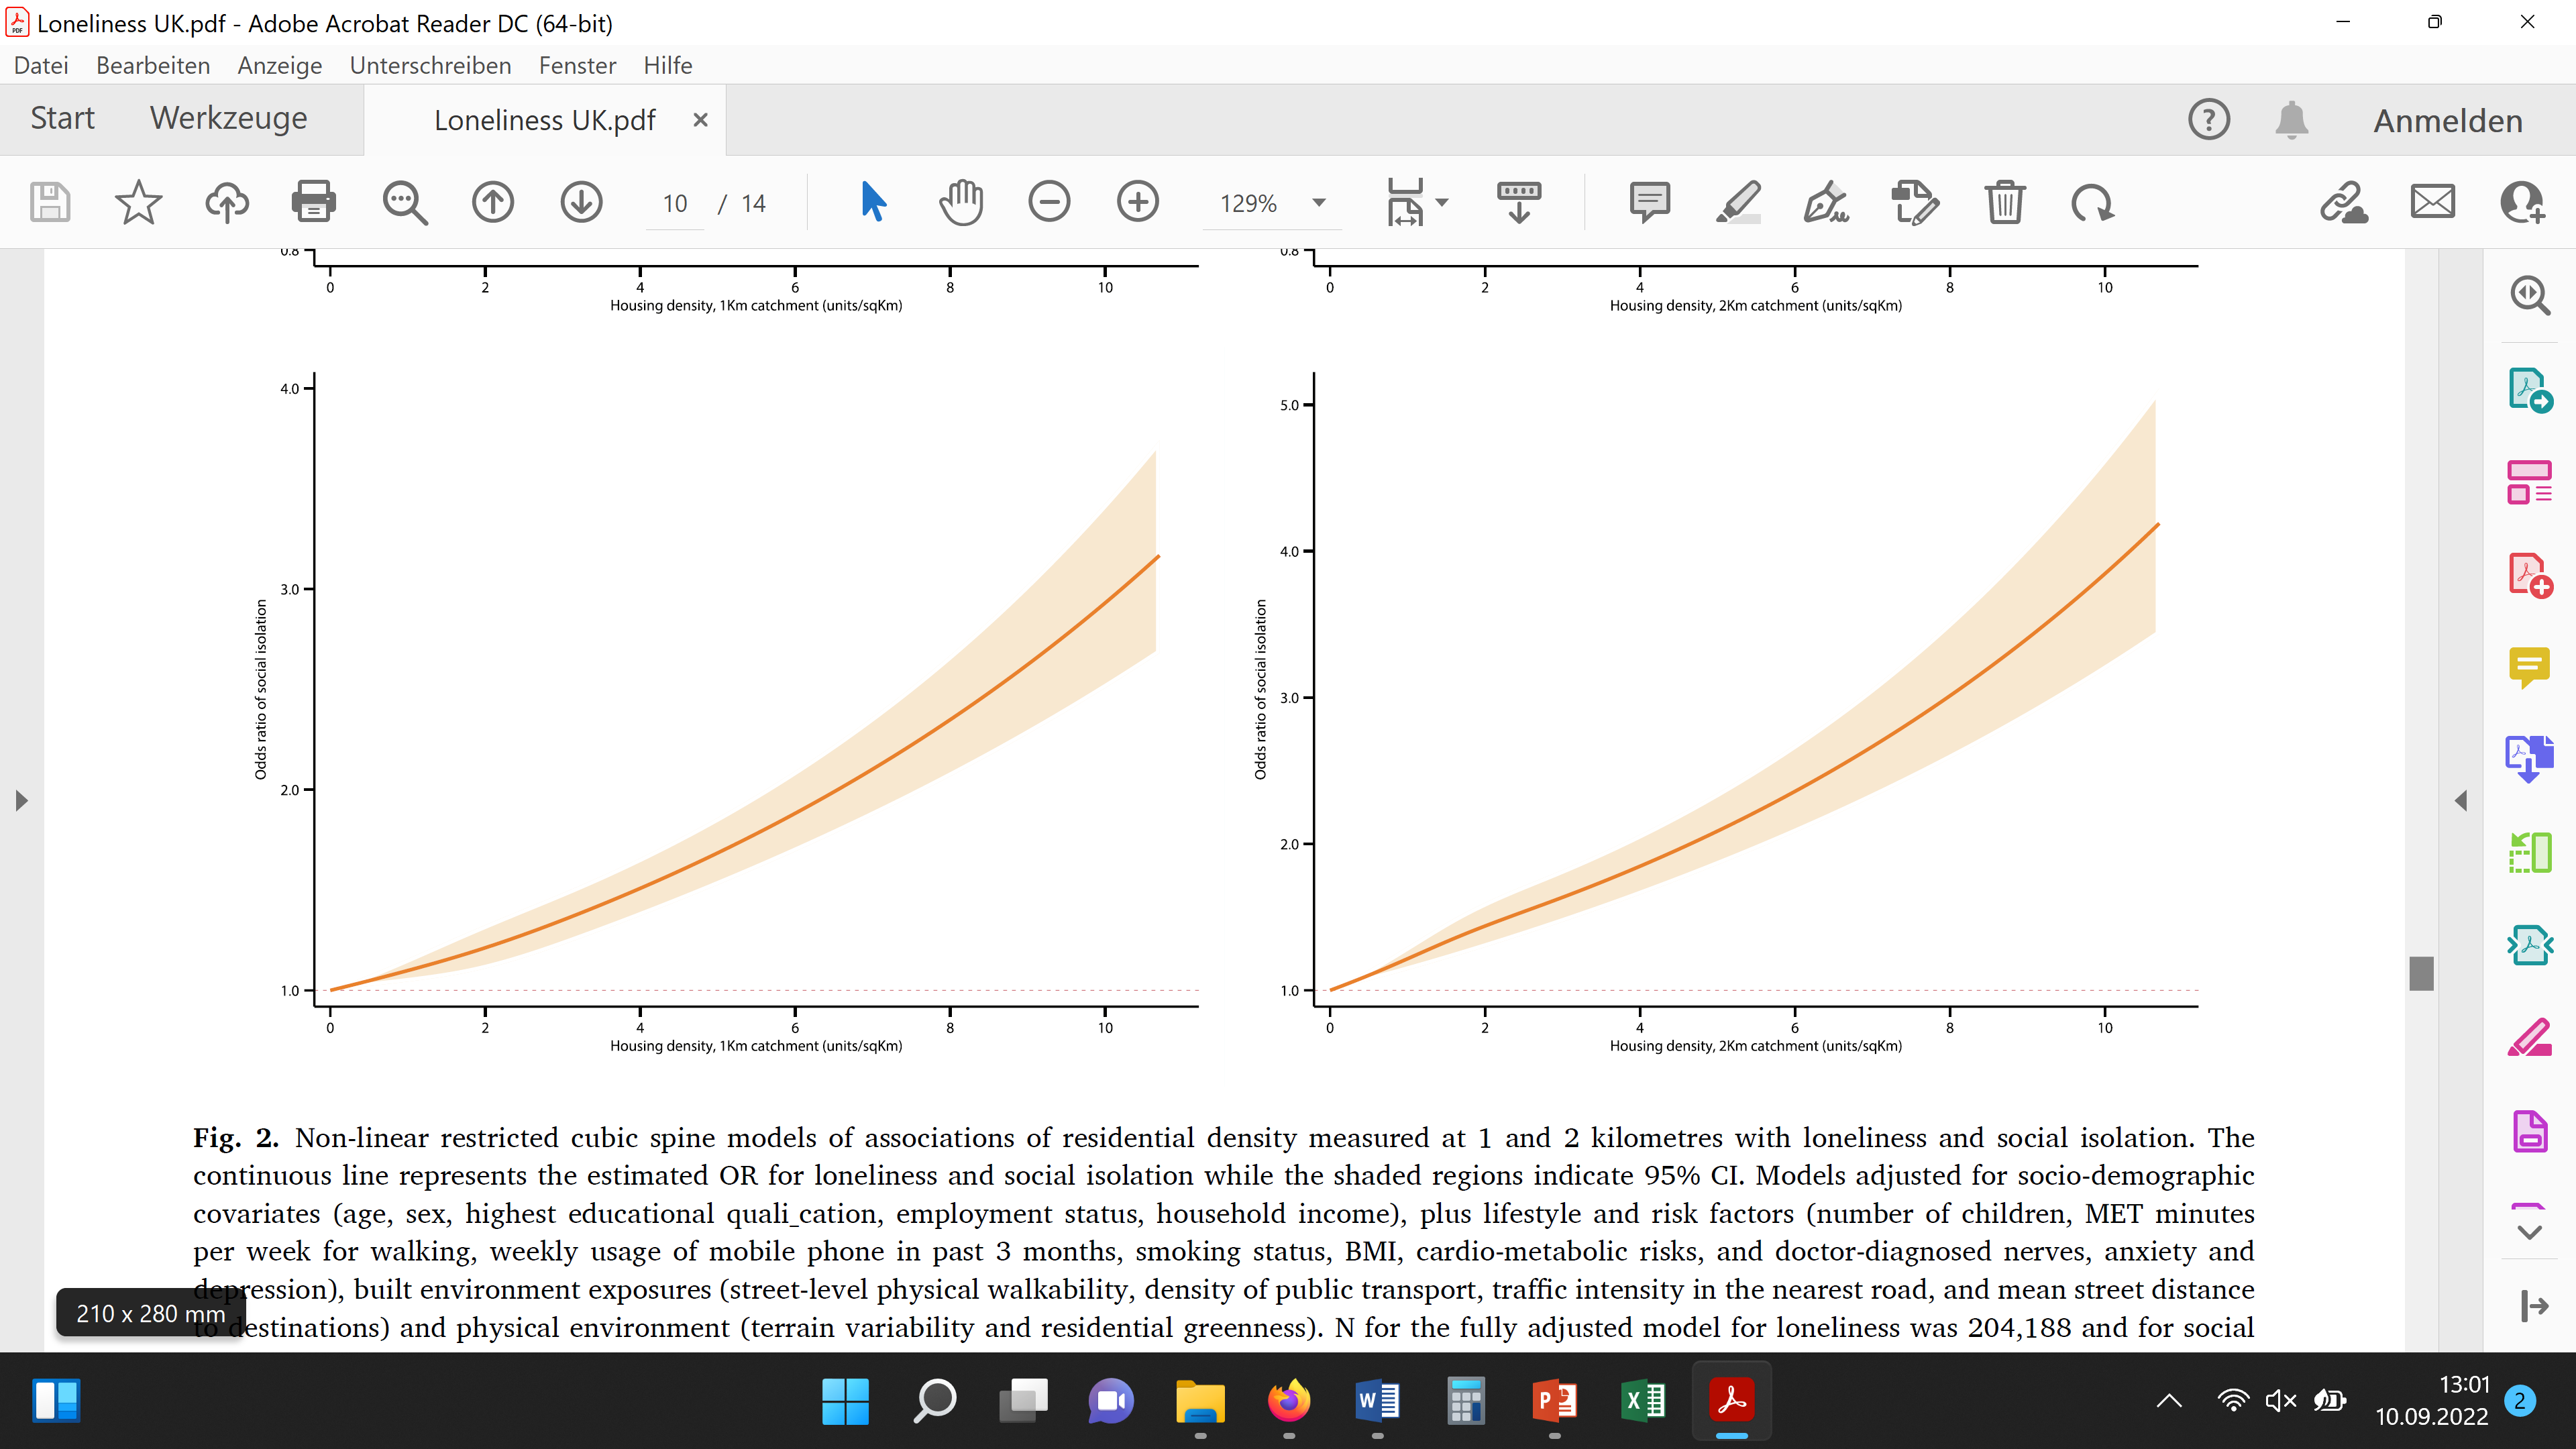 Loneliness UK.pdf - Adobe Acrobat Reader DC (64-bit)
Datei Bearbeiten Anzeige Unterschreiben Fenster Hilfe
Start Werkzeuge Loneliness UK.pdf × ? Anmelden
10 / 14 129%
0.8 0.8
0 2 4 6 8 10
Housing density, 1Km catchment (units/sqKm)
0 2 4 6 8 10
Housing density, 2Km catchment (units/sqKm)
4.0
3.0
2.0
1.0
Odds ratio of social isolation
0 2 4 6 8 10
Housing density, 1Km catchment (units/sqKm)
5.0
4.0
3.0
2.0
1.0
Odds ratio of social isolation
0 2 4 6 8 10
Housing density, 2Km catchment (units/sqKm)
Fig. 2. Non-linear restricted cubic spine models of associations of residential density measured at 1 and 2 kilometres with loneliness and social isolation. The
continuous line represents the estimated OR for loneliness and social isolation while the shaded regions indicate 95% CI. Models adjusted for socio-demographic
covariates (age, sex, highest educational quali_cation, employment status, household income), plus lifestyle and risk factors (number of children, MET minutes
per week for walking, weekly usage of mobile phone in past 3 months, smoking status, BMI, cardio-metabolic risks, and doctor-diagnosed nerves, anxiety and
depression), built environment exposures (street-level physical walkability, density of public transport, traffic intensity in the nearest road, and mean street distance
to destinations) and physical environment (terrain variability and residential greenness). N for the fully adjusted model for loneliness was 204,188 and for social
210 x 280 mm
13:01
10.09.2022
2